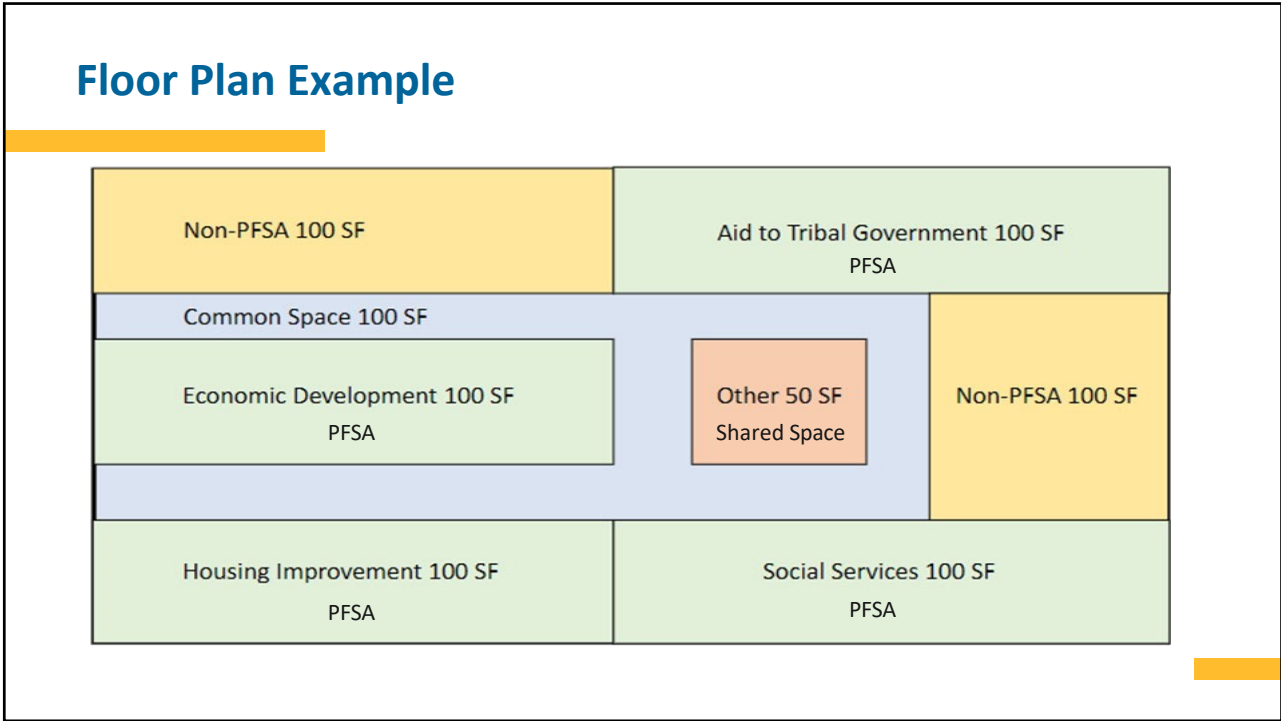 Floor Plan Example
Non-PFSA 100 SF
Aid to Tribal Government 100 SF
PFSA
Common Space 100 SF
Economic Development 100 SF
PFSA
Other 50 SF
Shared Space
Non-PFSA 100 SF
Housing Improvement 100 SF
PFSA
Social Services 100 SF
PFSA